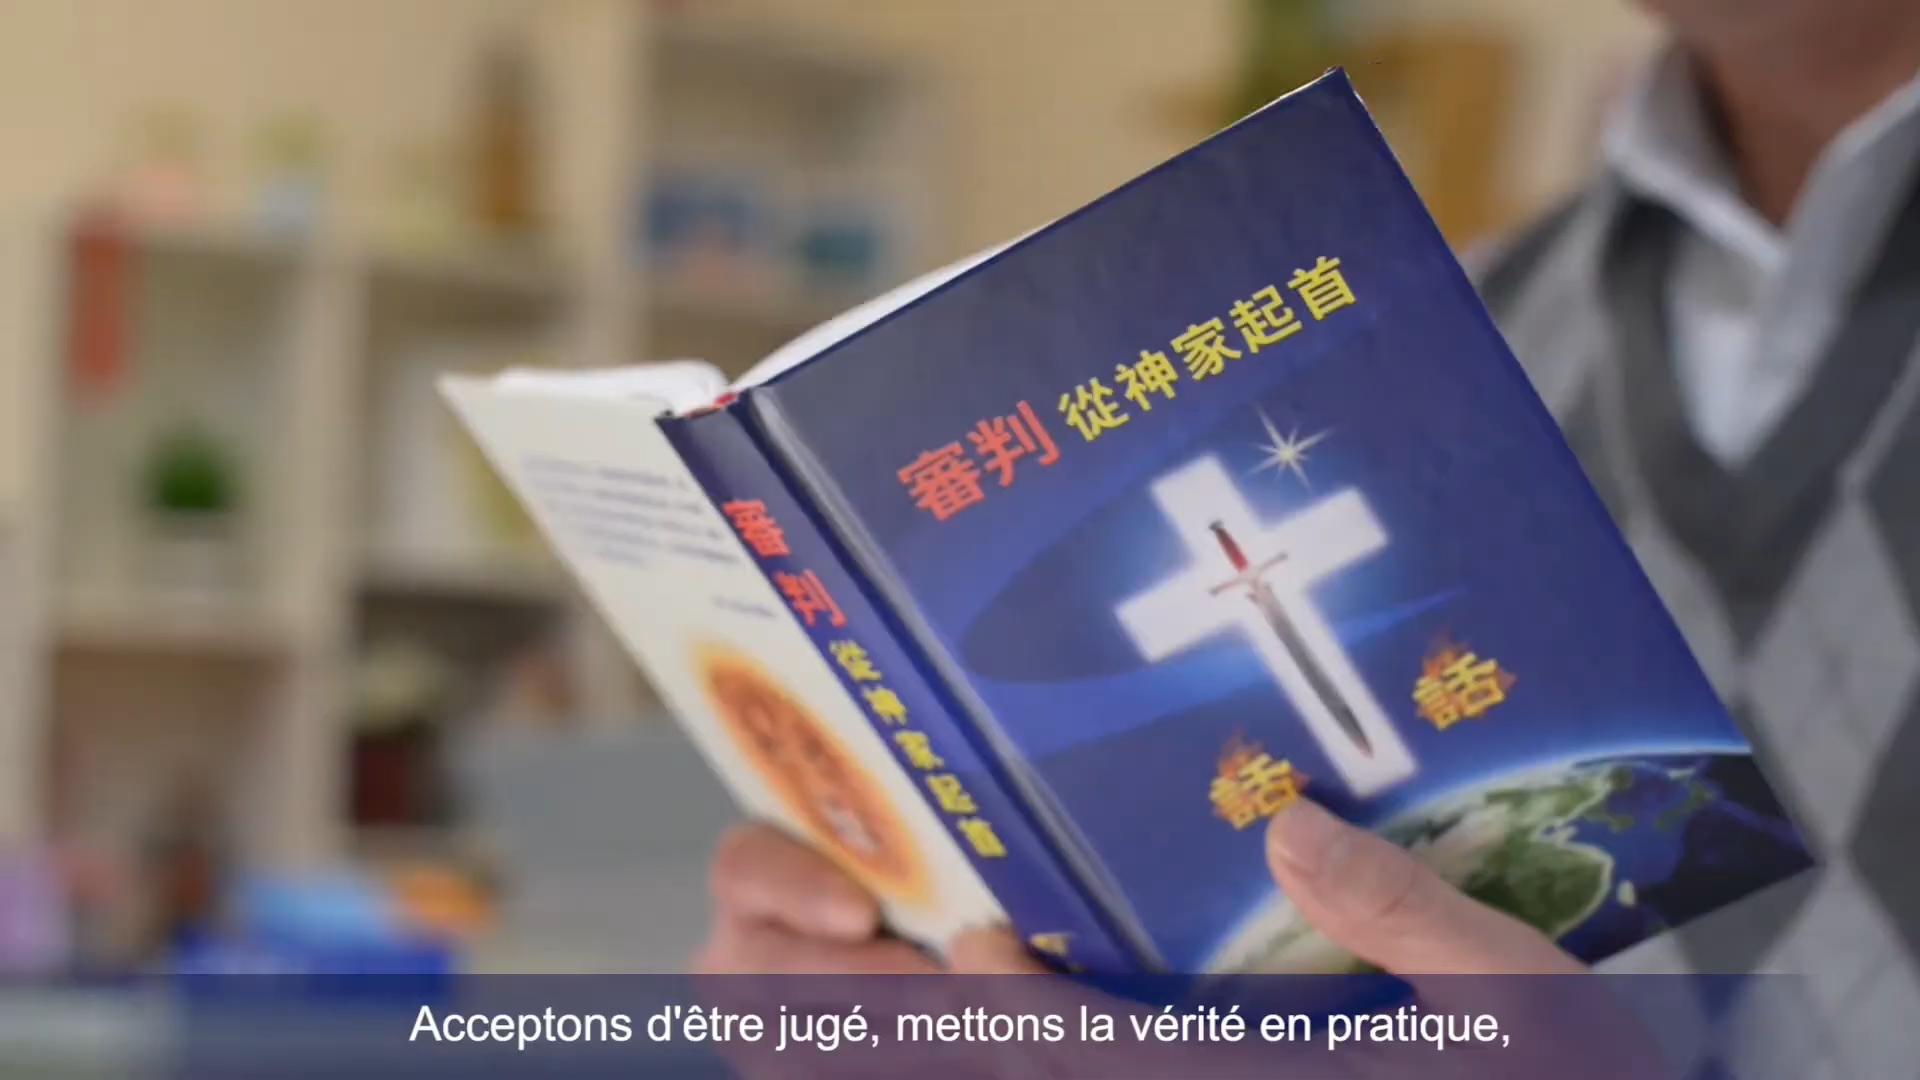 審判 從神家起首
話
話
審判 從神家起首
Acceptons d'être jugé, mettons la vérité en pratique,